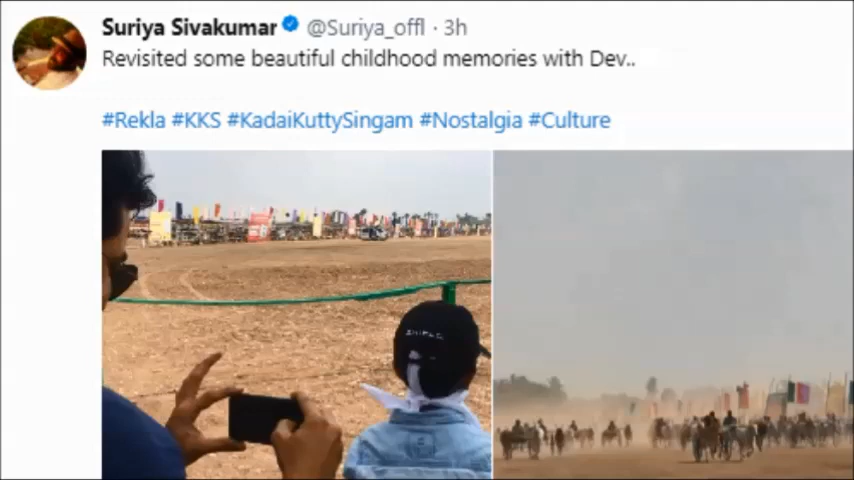 Suriya Sivakumar @Suriya_offl · 3h
Revisited some beautiful childhood memories with Dev..
#Rekla #KKS #KadaiKuttySingam #Nostalgia #Culture